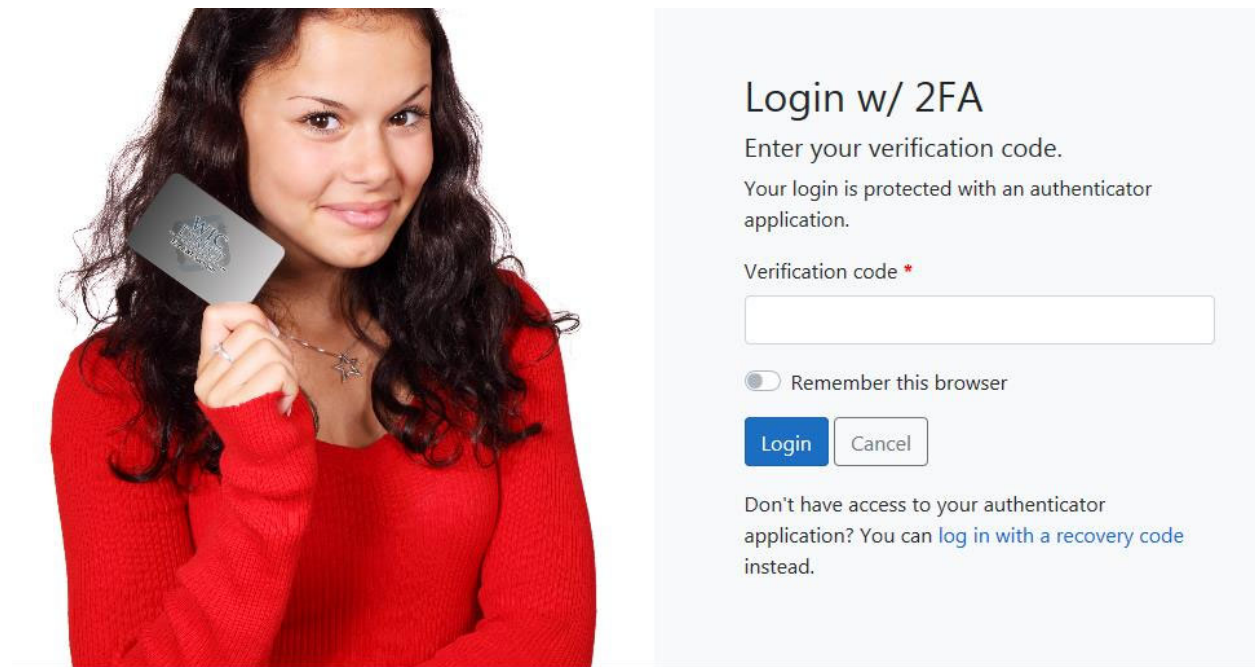 WIC
Login w/ 2FA
Enter your verification code.
Your login is protected with an authenticator
application.
Verification code *
Remember this browser
Login
Cancel
Don't have access to your authenticator
application? You can log in with a recovery code
instead.